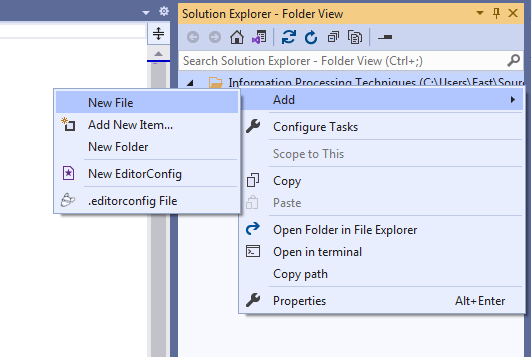 Solution Explorer - Folder View
Search Solution Explorer - Folder View (Ctrl+;)
Information Processing Techniques (C:\Users\East\Sour
New File
Add New Item...
New Folder
New EditorConfig
.editorconfig File
Add
Configure Tasks
Scope to This
Copy
Paste
Open Folder in File Explorer
Open in terminal
Copy path
Properties Alt+Enter